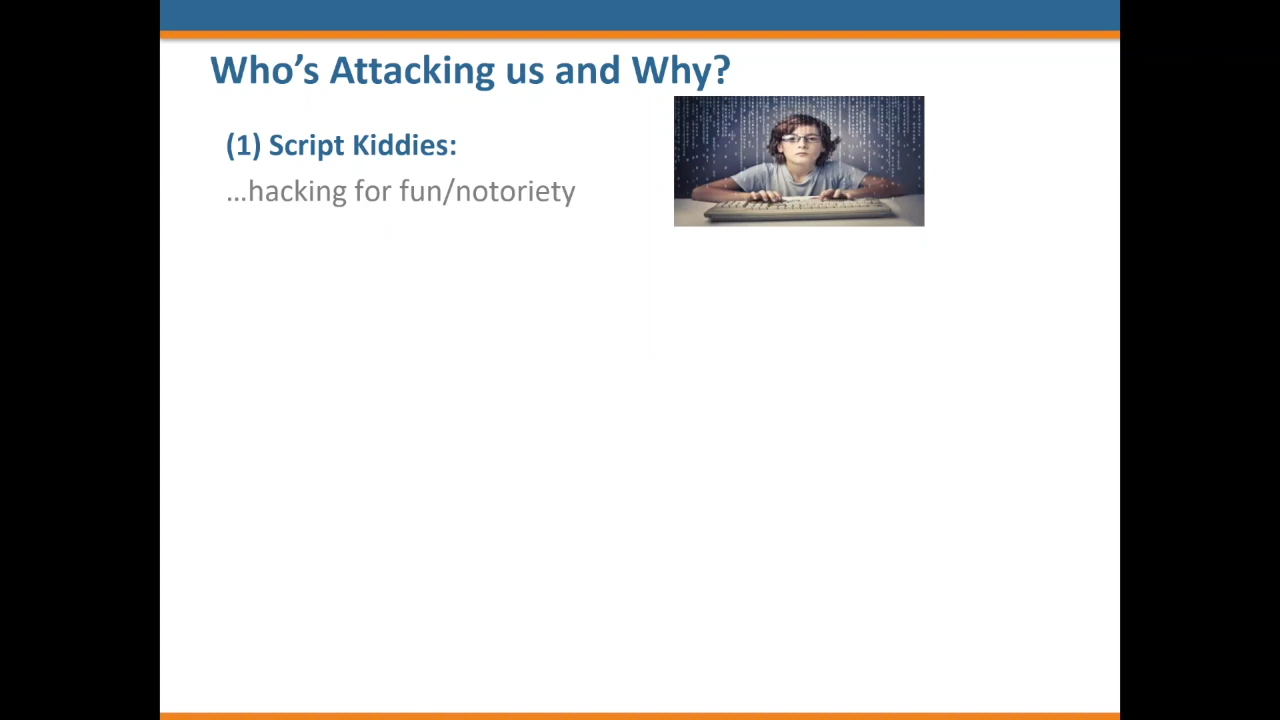 Who’s Attacking us and Why?
(1) Script Kiddies:
…hacking for fun/notoriety